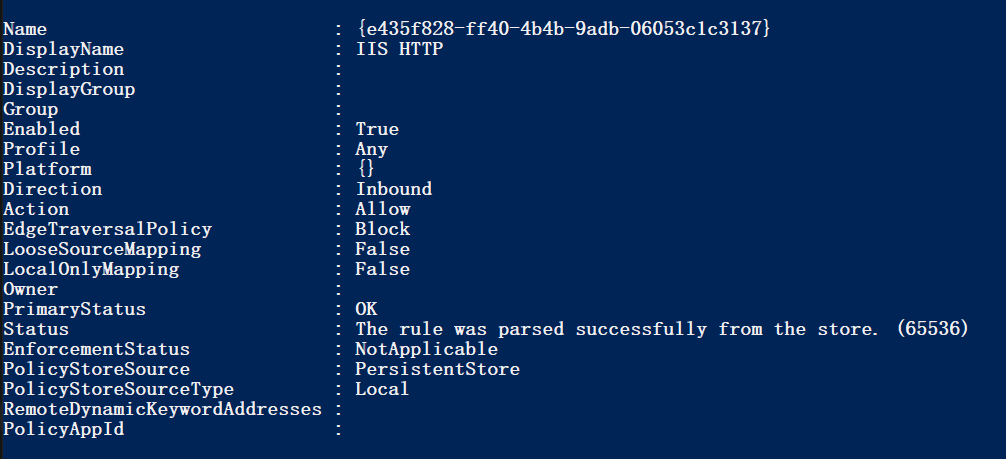 Name : {e435f828-ff40-4b4b-9adb-06053c1c3137}
DisplayName : IIS HTTP
Description :
DisplayGroup :
Group :
Enabled : True
Profile : Any
Platform : {}
Direction : Inbound
Action : Allow
EdgeTraversalPolicy : Block
LooseSourceMapping : False
LocalOnlyMapping : False
Owner :
PrimaryStatus : OK
Status : The rule was parsed successfully from the store. (65536)
EnforcementStatus : NotApplicable
PolicyStoreSource : PersistentStore
PolicyStoreSourceType : Local
RemoteDynamicKeywordAddresses :
PolicyAppId :